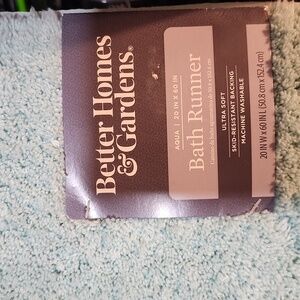 Better Homes
& Gardens®
AQUA | 20 IN X 60 IN
Bath Runner
ULTRA SOFT
SKID-RESISTANT BACKING
MACHINE WASHABLE
20 IN W x 60 IN L (50.8 cm x 152.4 cm)